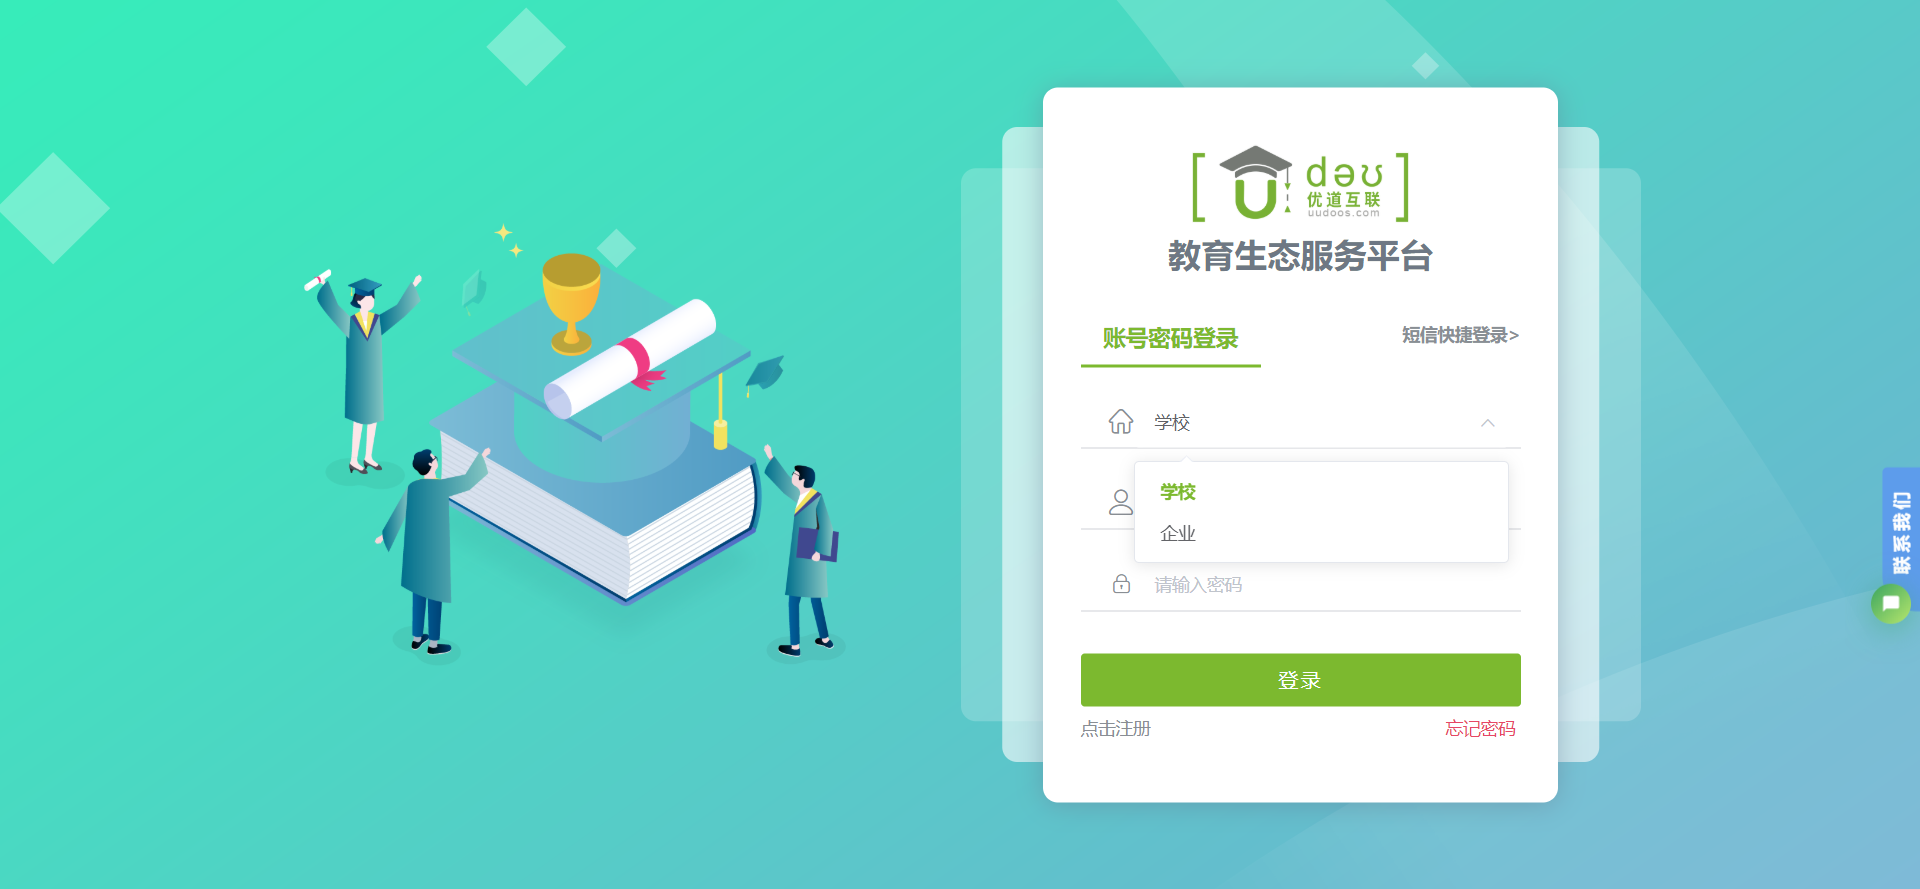 dəʊ
优道互联
uudoos.com
教育生态服务平台
账号密码登录
短信快捷登录>
学校
学校
企业
请输入密码
登录
点击注册
忘记密码
联系我们